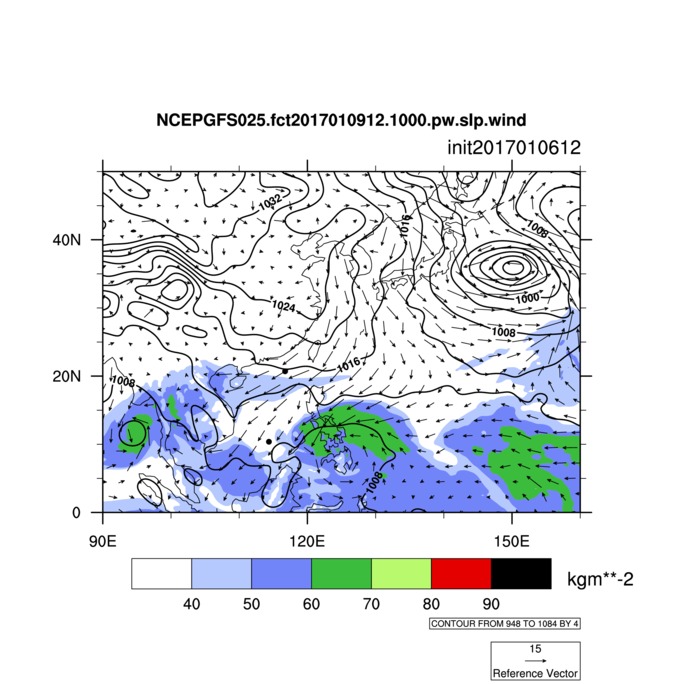 NCEPGFS025.fct2017010912.1000.pw.slp.wind
init2017010612
1032
1016
1008
40N
1024
1000
1008
1016
20N
1008
1008
0
90E 120E 150E
40 50 60 70 80 90
kgm**-2
CONTOUR FROM 948 TO 1084 BY 4
15
Reference Vector